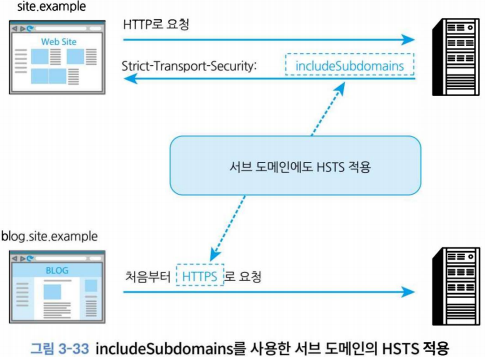 site.example
HTTP로 요청
Web Site
Strict-Transport-Security: includeSubdomains
서브 도메인에도 HSTS 적용
blog.site.example
BLOG
처음부터 HTTPS 로 요청
그림 3-33 includeSubdomains를 사용한 서브 도메인의 HSTS 적용